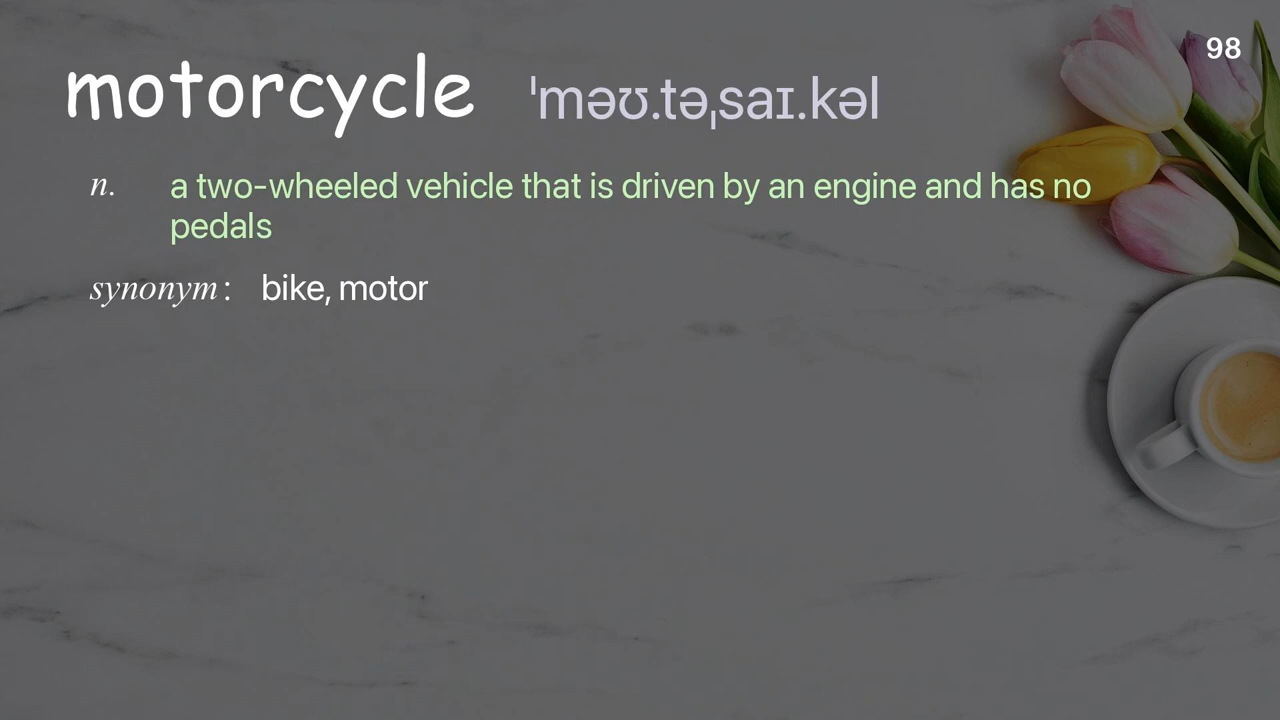 98
motorcycle ˈməʊ.təˌsaɪ.kəl
n. a two-wheeled vehicle that is driven by an engine and has no
pedals
synonym: bike, motor